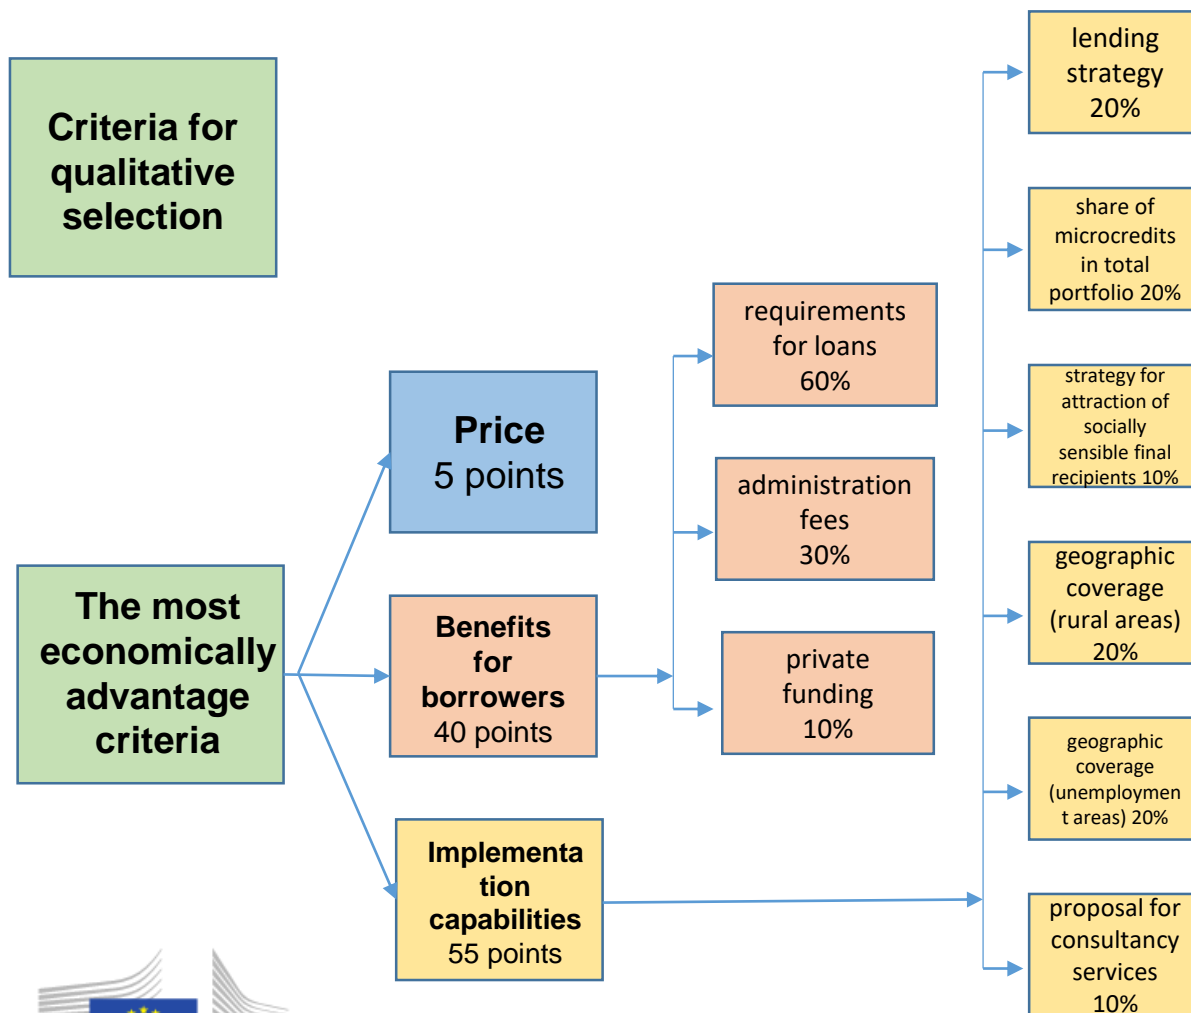 Criteria for
qualitative
selection
The most
economically
advantage
criteria
Price
5 points
Benefits
for
borrowers
40 points
Implementa
tion
capabilities
55 points
requirements
for loans
60%
administration
fees
30%
private
funding
10%
lending
strategy
20%
share of
microcredits
in total
portfolio 20%
strategy for
attraction of
socially
sensible final
recipients 10%
geographic
coverage
(rural areas)
20%
geographic
coverage
(unemploymen
t areas) 20%
proposal for
consultancy
services
10%